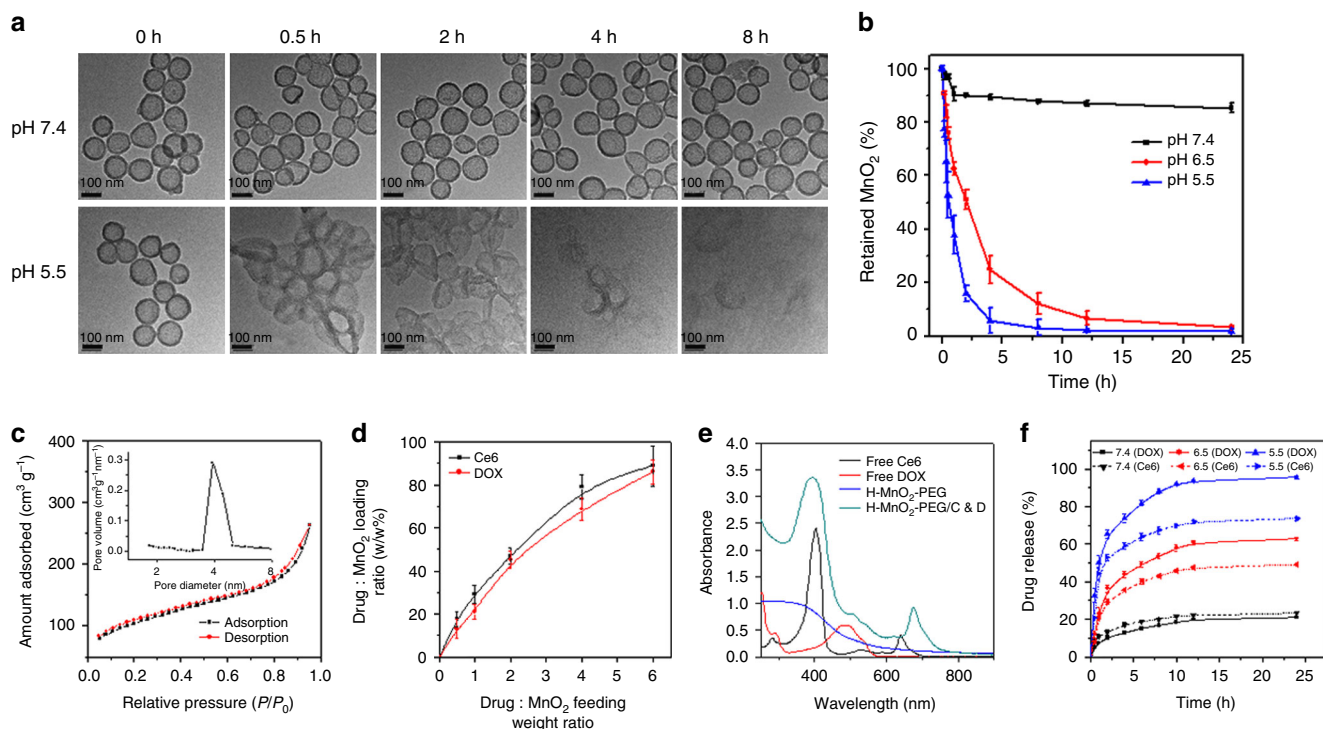 a
0 h 0.5 h 2 h 4 h 8 h
pH 7.4
100 nm 100 nm 100 nm 100 nm 100 nm
pH 5.5
100 nm 100 nm 100 nm 100 nm 100 nm
b
Retained MnO₂ (%)
100
80
60
40
20
0
pH 7.4
pH 6.5
pH 5.5
0 5 10 15 20 25
Time (h)
c
Amount adsorbed (cm³ g⁻¹)
400
300
200
100
Pore volume (cm³g⁻¹ nm⁻¹)
0.3
0.2
0.1
0.0
2 4 6 8
Pore diameter (nm)
Adsorption
Desorption
0.0 0.2 0.4 0.6 0.8 1.0
Relative pressure (P/P₀)
d
Drug : MnO₂ loading
ratio (w/w%)
100
80
60
40
20
0
Ce6
DOX
0 1 2 3 4 5 6
Drug : MnO₂ feeding
weight ratio
e
Absorbance
4.0
3.5
3.0
2.5
2.0
1.5
1.0
0.5
0.0
Free Ce6
Free DOX
H-MnO₂-PEG
H-MnO₂-PEG/C & D
400 600 800
Wavelength (nm)
f
Drug release (%)
100
80
60
40
20
0
7.4 (DOX) 6.5 (DOX) 5.5 (DOX)
7.4 (Ce6) 6.5 (Ce6) 5.5 (Ce6)
0 5 10 15 20 25
Time (h)